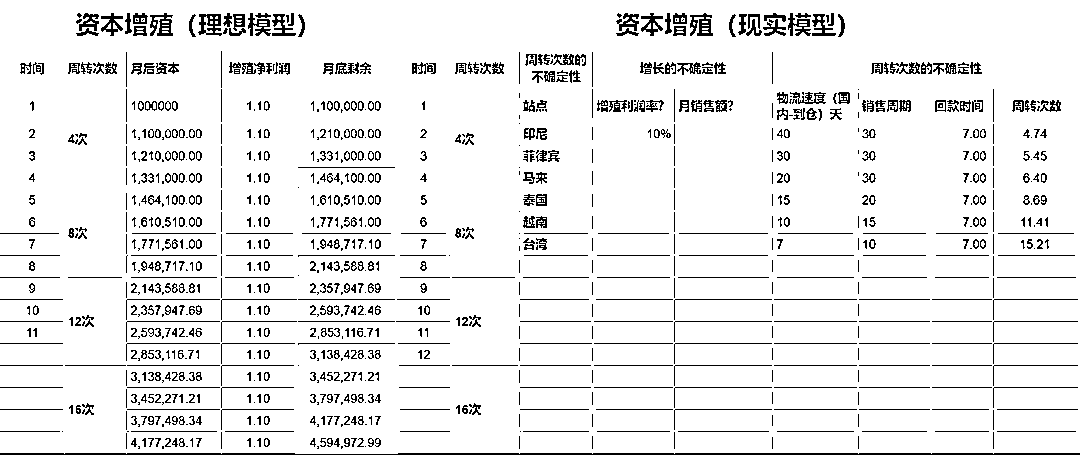 资本增殖（理想模型） 资本增殖（现实模型）
时间 周转次数 月后资本 增殖净利润 月底剩余 时间 周转次数 周转次数的不确定性 增长的不确定性 周转次数的不确定性
1 1000000 1.10 1,100,000.00 1 站点 增殖利润率？ 月销售额？ 物流速度（国内-到仓）天 销售周期 回款时间 周转次数
2 4次 1,100,000.00 1.10 1,210,000.00 2 4次 印尼 10% 40 30 7.00 4.74
3 1,210,000.00 1.10 1,331,000.00 3 菲律宾 30 30 7.00 5.45
4 1,331,000.00 1.10 1,464,100.00 4 马来 20 30 7.00 6.40
5 1,464,100.00 1.10 1,610,510.00 5 泰国 15 20 7.00 8.69
6 8次 1,610,510.00 1.10 1,771,561.00 6 8次 越南 10 15 7.00 11.41
7 1,771,561.00 1.10 1,948,717.10 7 台湾 7 10 7.00 15.21
8 1,948,717.10 1.10 2,143,588.81 8
9 2,143,588.81 1.10 2,357,947.69 9
10 12次 2,357,947.69 1.10 2,593,742.46 10 12次
11 2,593,742.46 1.10 2,853,116.71 11
2,853,116.71 1.10 3,138,428.38 12
3,138,428.38 1.10 3,452,271.21
16次 3,452,271.21 1.10 3,797,498.34 16次
3,797,498.34 1.10 4,177,248.17
4,177,248.17 1.10 4,594,972.99